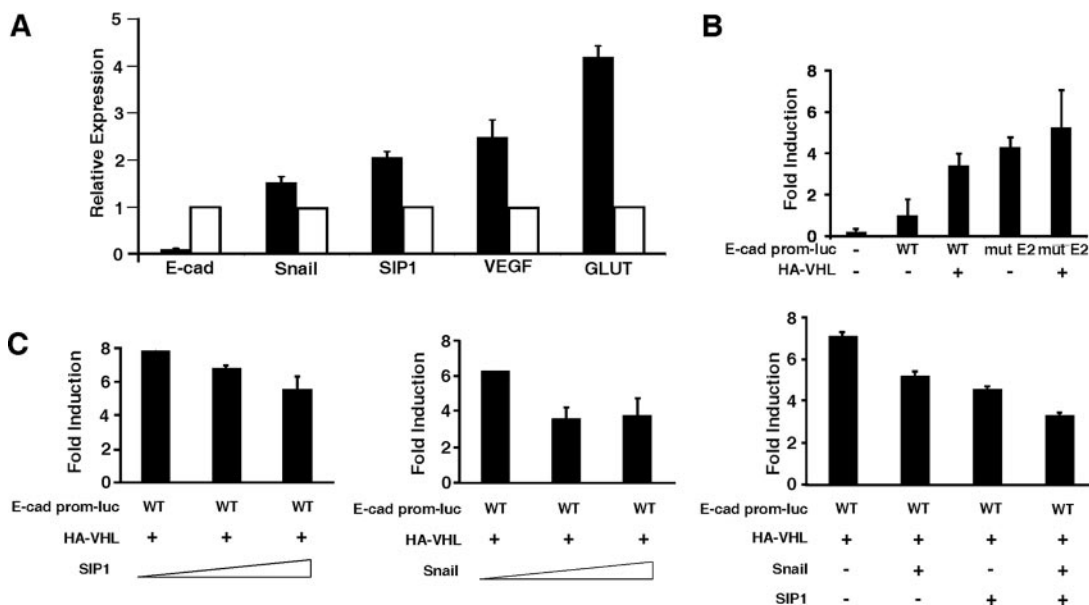 A
Relative Expression
5
4
3
2
1
0
E-cad Snail SIP1 VEGF GLUT
B
Fold Induction
8
6
4
2
0
E-cad prom-luc - WT WT mut E2 mut E2
HA-VHL - - + - +
C
Fold Induction
8
6
4
2
0
E-cad prom-luc WT WT WT
HA-VHL + + +
SIP1
Fold Induction
8
6
4
2
0
E-cad prom-luc WT WT WT
HA-VHL + + +
Snail
Fold Induction
8
6
4
2
0
E-cad prom-luc WT WT WT WT
HA-VHL + + + +
Snail - + - +
SIP1 - - + +